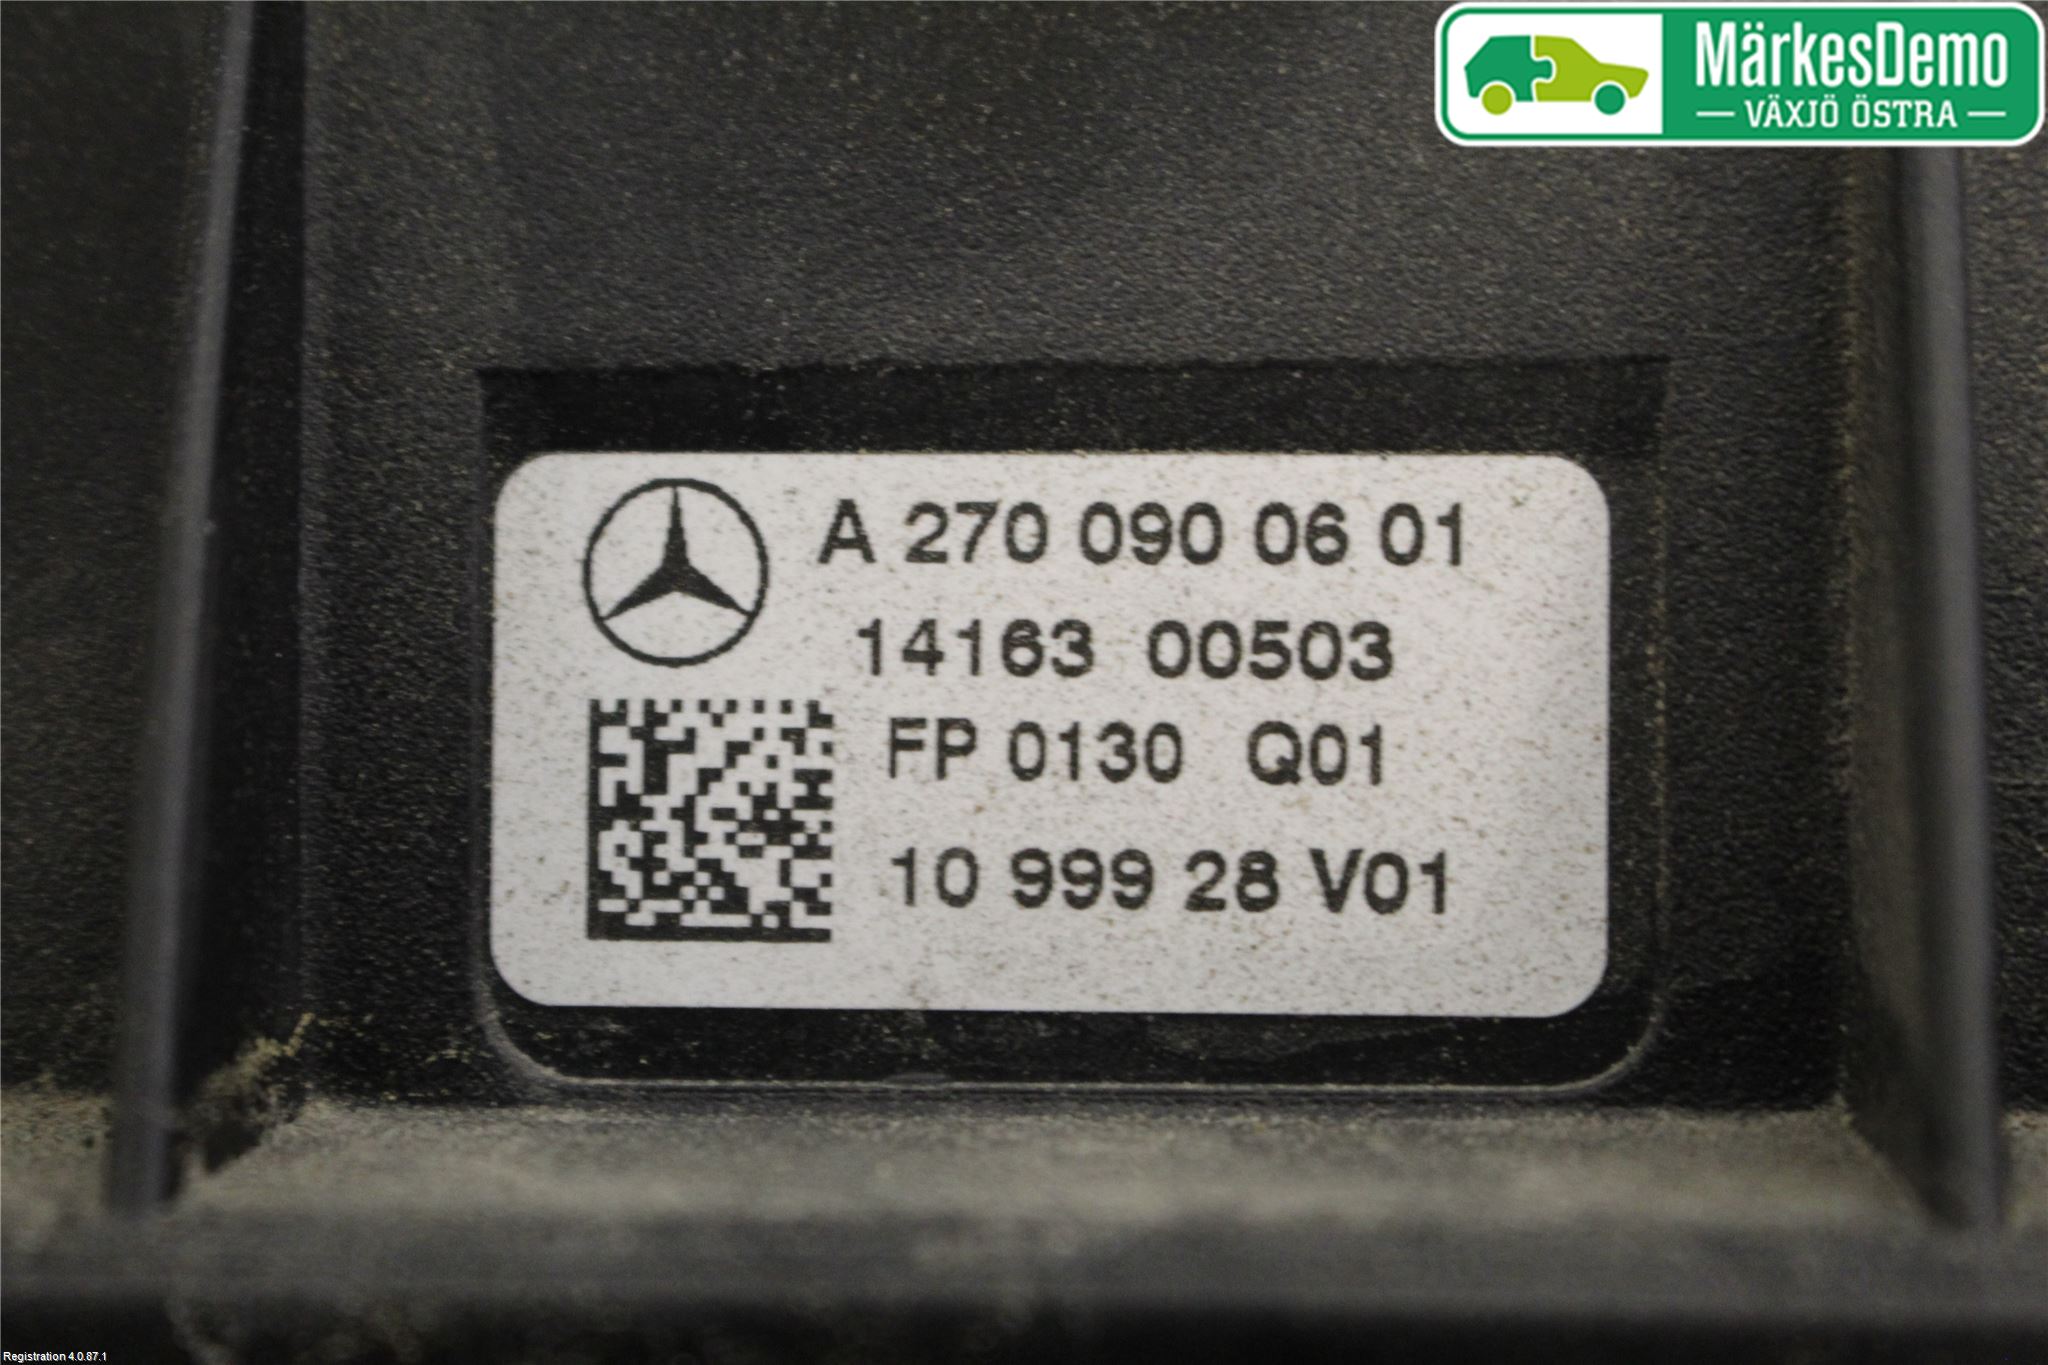 MärkesDemo
VÄXJÖ ÖSTRA
A 270 090 06 01
14163 00503
FP 0130 Q01
10 999 28 V01
Registration 4.0.87.1